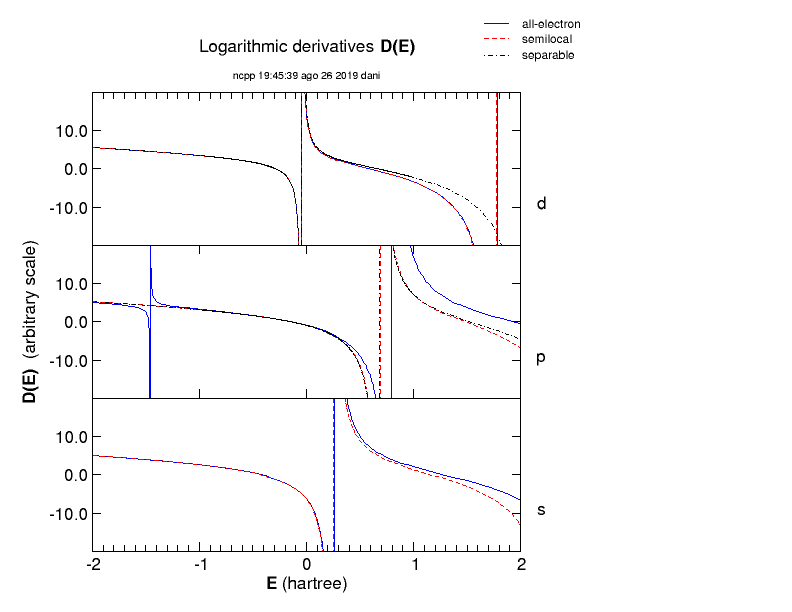 all-electron
semilocal
separable
Logarithmic derivatives D(E)
ncpp 19:45:39 ago 26 2019 dani
10.0
0.0
-10.0
d
10.0
0.0
-10.0
p
10.0
0.0
-10.0
s
D(E) (arbitrary scale)
-2 -1 0 1 2
E (hartree)